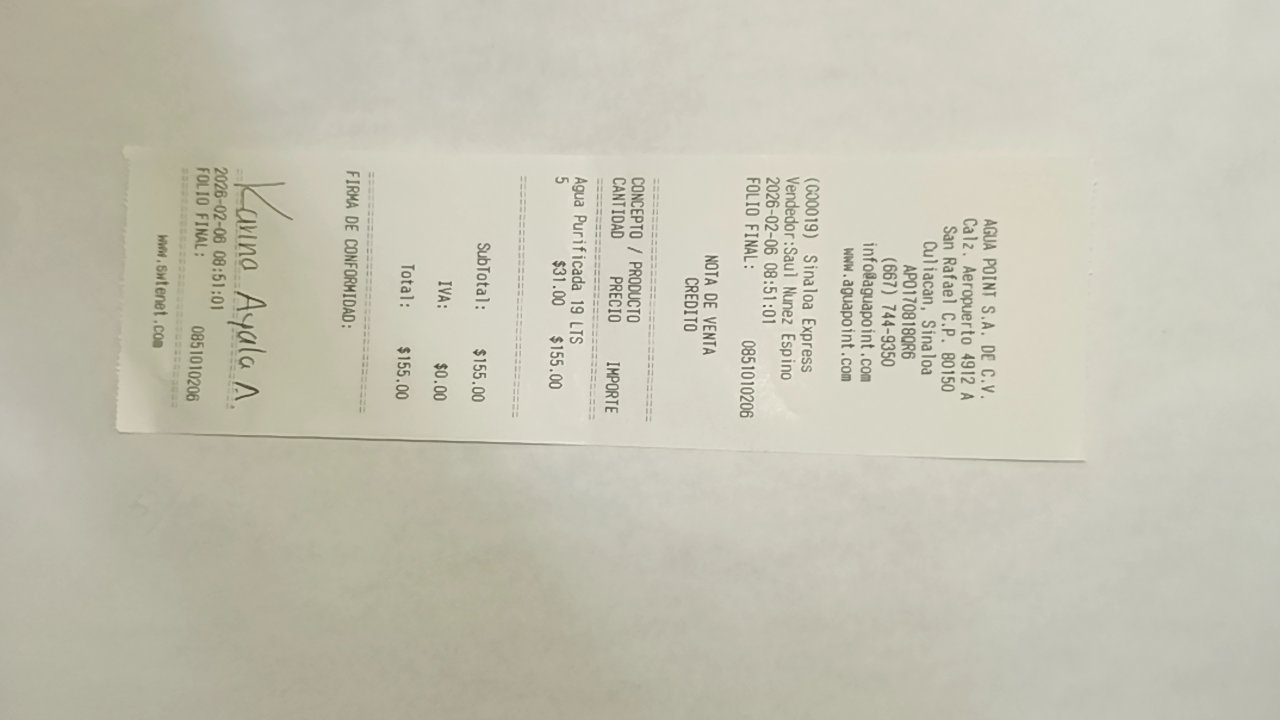 AGUA POINT S.A. DE C.V.
Calz. Aeropuerto 4912 A
San Rafael C.P. 80150
Culiacan, Sinaloa
APO170818QR6
(667) 744-9350
info@aguapoint.com
www.aguapoint.com
(C00019) Sinaloa Express
Vendedor:Saul Nunez Espino
2026-02-06 08:51:01
FOLIO FINAL: 0851010206
NOTA DE VENTA
CREDITO
CONCEPTO / PRODUCTO
CANTIDAD PRECIO IMPORTE
Agua Purificada 19 LTS
5 $31.00 $155.00
SubTotal: $155.00
IVA: $0.00
Total: $155.00
FIRMA DE CONFORMIDAD:
Karina Ayala A.
2026-02-06 08:51:01
FOLIO FINAL: 0851010206
www.swtenet.com